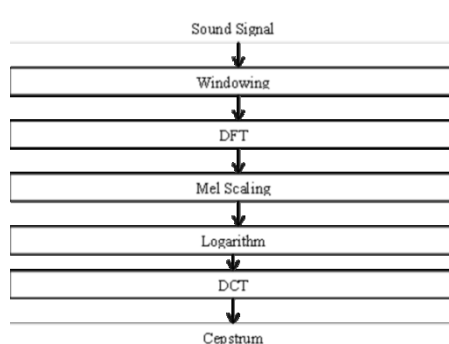 Sound Signal
Windowing
DFT
Mel Scaling
Logarithm
DCT
Cepstrum